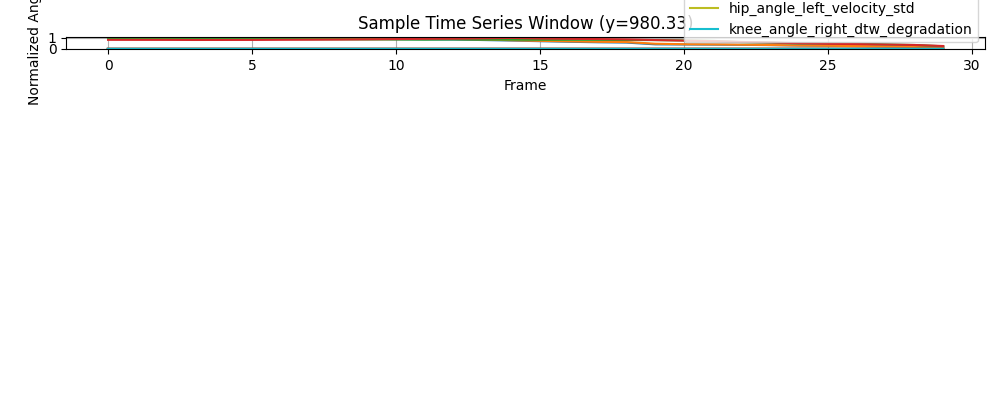 hip_angle_left_velocity_std
Sample Time Series Window (y=980.33)
knee_angle_right_dtw_degradation
1
0
Normalized Ang
0 5 10 15 20 25 30
Frame